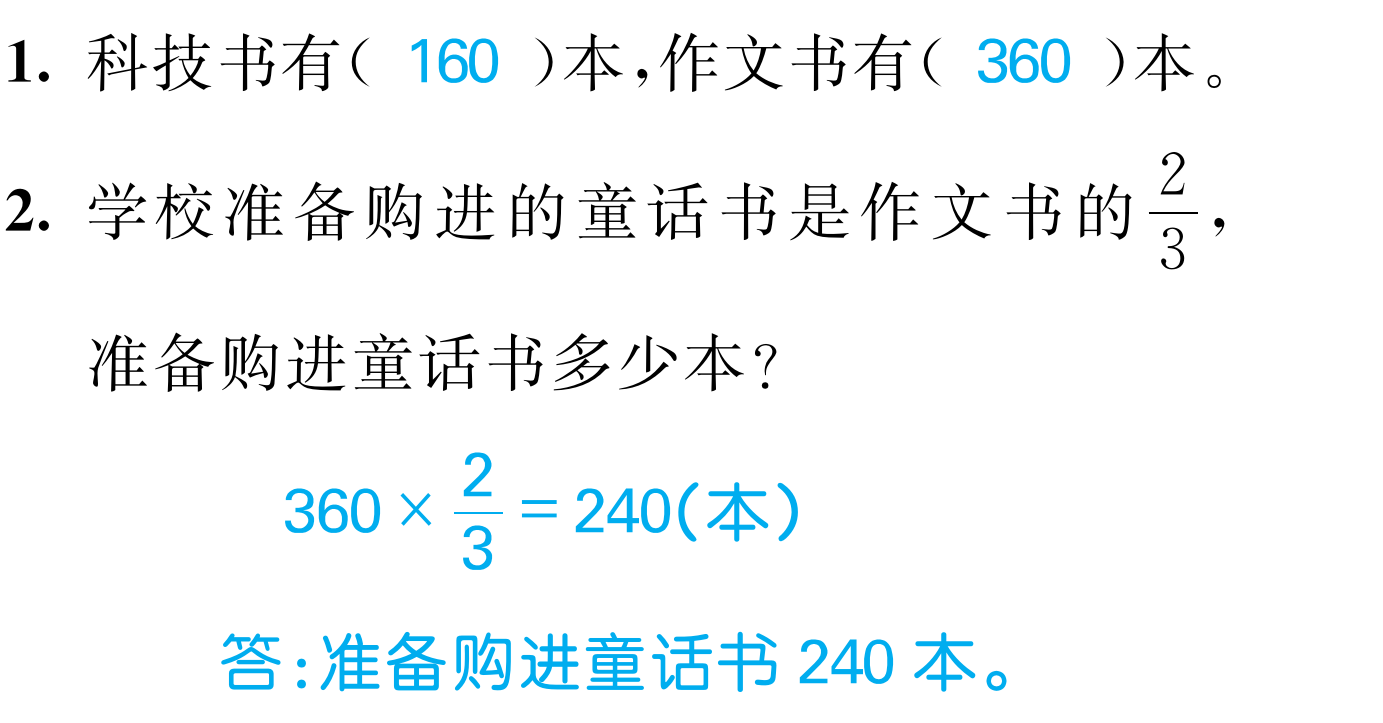 1. 科技书有( 160 )本,作文书有( 360 )本。
2. 学校准备购进的童话书是作文书的2/3,
准备购进童话书多少本?
360 × 2/3 = 240(本)
答:准备购进童话书 240 本。